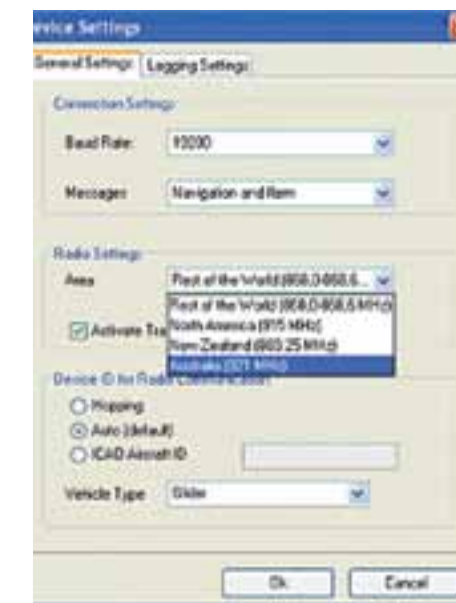 Service Settings
General Settings Logging Settings
Connection Settings
Baud Rate:
Messages Navigation and Alarm
Radio Settings
Area Rest of the World (868,0-868,6...
Rest of the World (868,0-868,6 MHz)
North America (915 MHz)
Activate
New Zealand (869.25 MHz)
Australia (921 MHz)
Device ID for Radio Communication
Hopping
Auto (default)
ICAO Aircraft ID
Vehicle Type Glider
Ok Cancel